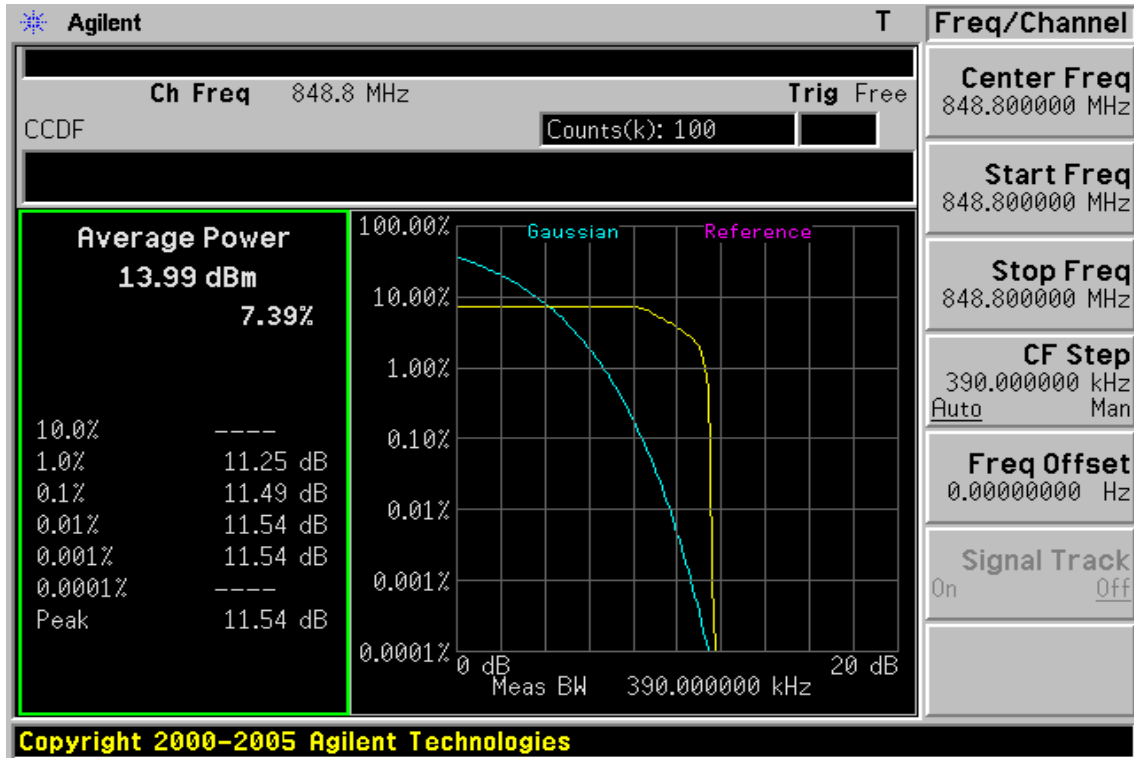 Agilent T
Ch Freq 848.8 MHz Trig Free
CCDF Counts(k): 100
Average Power
13.99 dBm
7.39%
10.0% ----
1.0% 11.25 dB
0.1% 11.49 dB
0.01% 11.54 dB
0.001% 11.54 dB
0.0001% ----
Peak 11.54 dB
Gaussian Reference
100.00%
10.00%
1.00%
0.10%
0.01%
0.001%
0.0001%
0 dB 20 dB
Meas BW 390.000000 kHz
Freq/Channel
Center Freq
848.800000 MHz
Start Freq
848.800000 MHz
Stop Freq
848.800000 MHz
CF Step
390.000000 kHz
Auto Man
Freq Offset
0.00000000 Hz
Signal Track
On Off
Copyright 2000-2005 Agilent Technologies